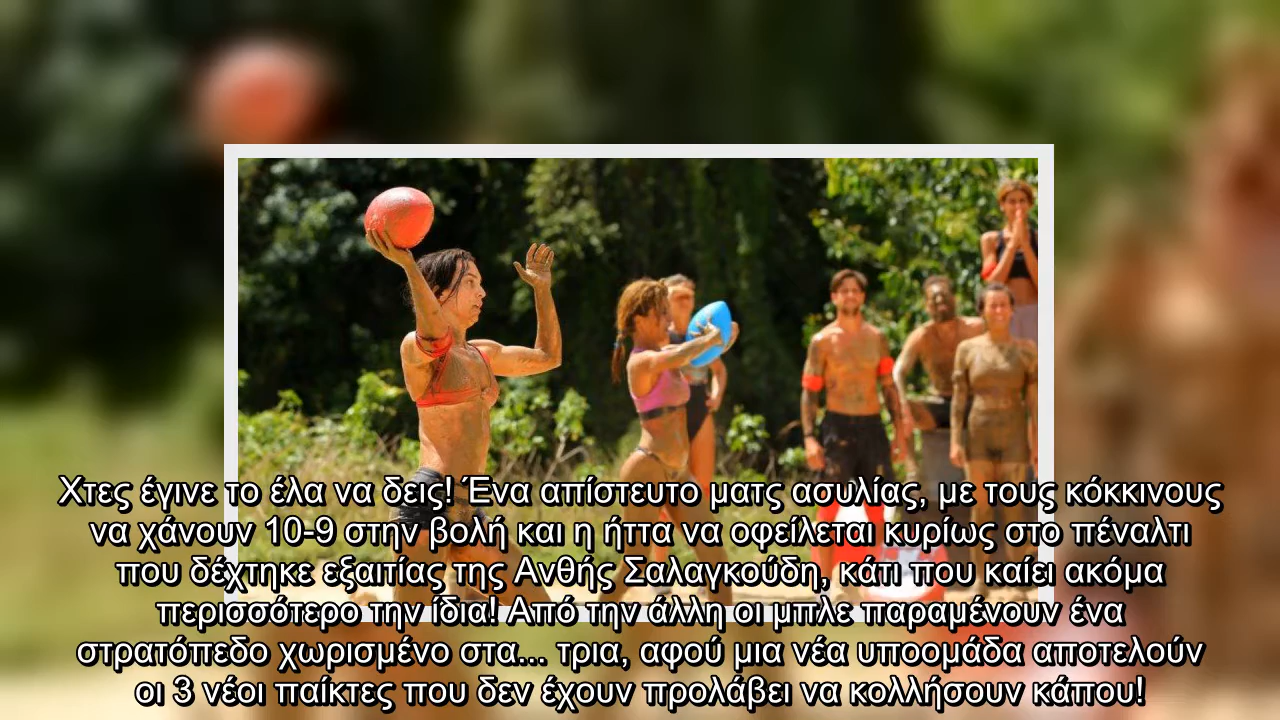 Χτες έγινε το έλα να δεις! Ένα απίστευτο ματς ασυλίας, με τους κόκκινους
να χάνουν 10-9 στην βολή και η ήττα να οφείλεται κυρίως στο πέναλτι
που δέχτηκε εξαιτίας της Ανθής Σαλαγκούδη, κάτι που καίει ακόμα
περισσότερο την ίδια! Από την άλλη οι μπλε παραμένουν ένα
στρατόπεδο χωρισμένο στα... τρια, αφού μια νέα υποομάδα αποτελούν
οι 3 νέοι παίκτες που δεν έχουν προλάβει να κολλήσουν κάπου!